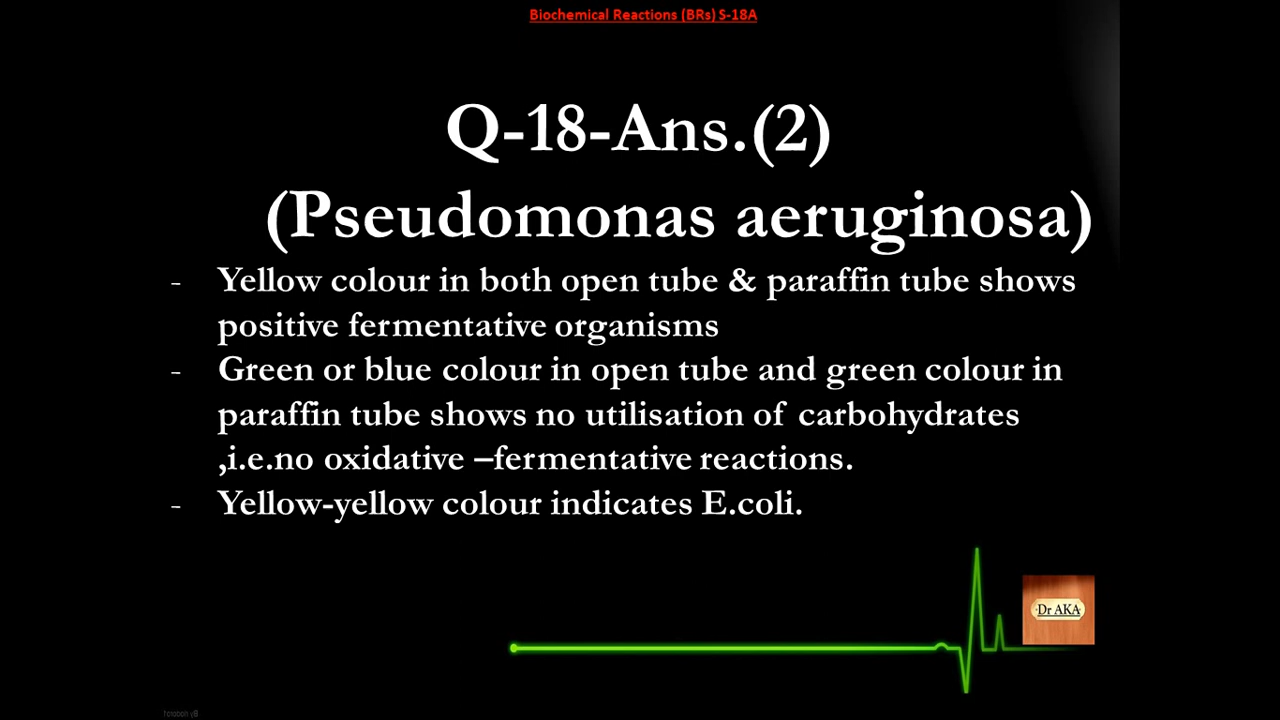 Biochemical Reactions (BRs) S-18A
Q-18-Ans.(2)
(Pseudomonas aeruginosa)
- Yellow colour in both open tube & paraffin tube shows
positive fermentative organisms
- Green or blue colour in open tube and green colour in
paraffin tube shows no utilisation of carbohydrates
,i.e.no oxidative –fermentative reactions.
- Yellow-yellow colour indicates E.coli.
Dr AKA